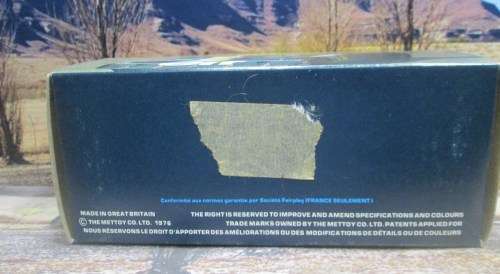 Conformité aux normes garantie par Société Fairplay (FRANCE SEULEMENT)
MADE IN GREAT BRITAIN THE RIGHT IS RESERVED TO IMPROVE AND AMEND SPECIFICATIONS AND COLOURS
© THE METTOY CO. LTD. 1976 TRADE MARKS OWNED BY THE METTOY CO. LTD. PATENTS APPLIED FOR
NOUS RÉSERVONS LE DROIT D'APPORTER DES AMÉLIORATIONS OU DES MODIFICATIONS DE DÉTAILS OU DE COULEURS